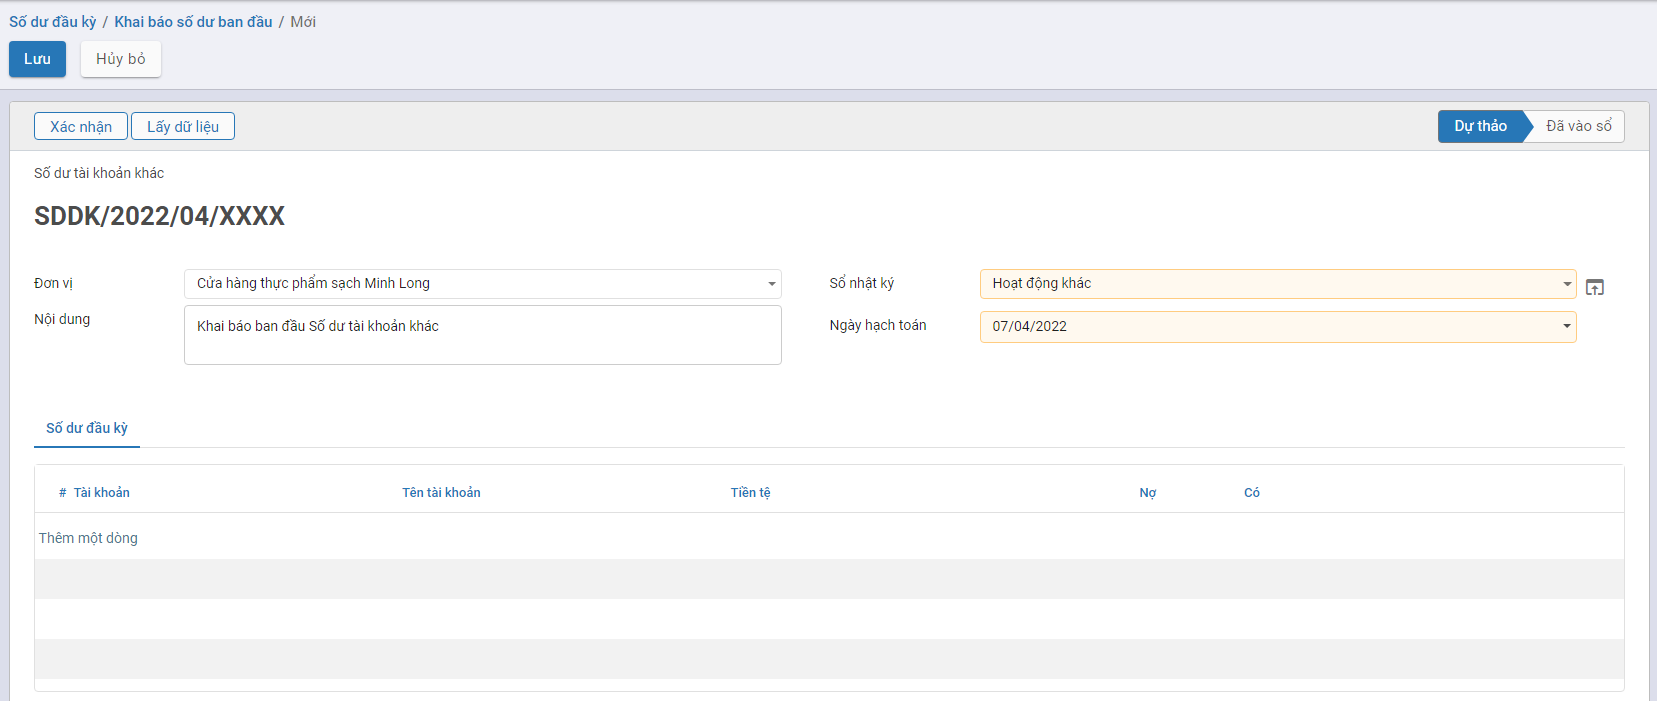 Số dư đầu kỳ / Khai báo số dư ban đầu / Mới
Lưu Hủy bỏ
Xác nhận Lấy dữ liệu Dự thảo Đã vào sổ
Số dư tài khoản khác
SDDK/2022/04/XXXX
Đơn vị Cửa hàng thực phẩm sạch Minh Long Sổ nhật ký Hoạt động khác
Nội dung Khai báo ban đầu Số dư tài khoản khác Ngày hạch toán 07/04/2022
Số dư đầu kỳ
# Tài khoản Tên tài khoản Tiền tệ Nợ Có
Thêm một dòng